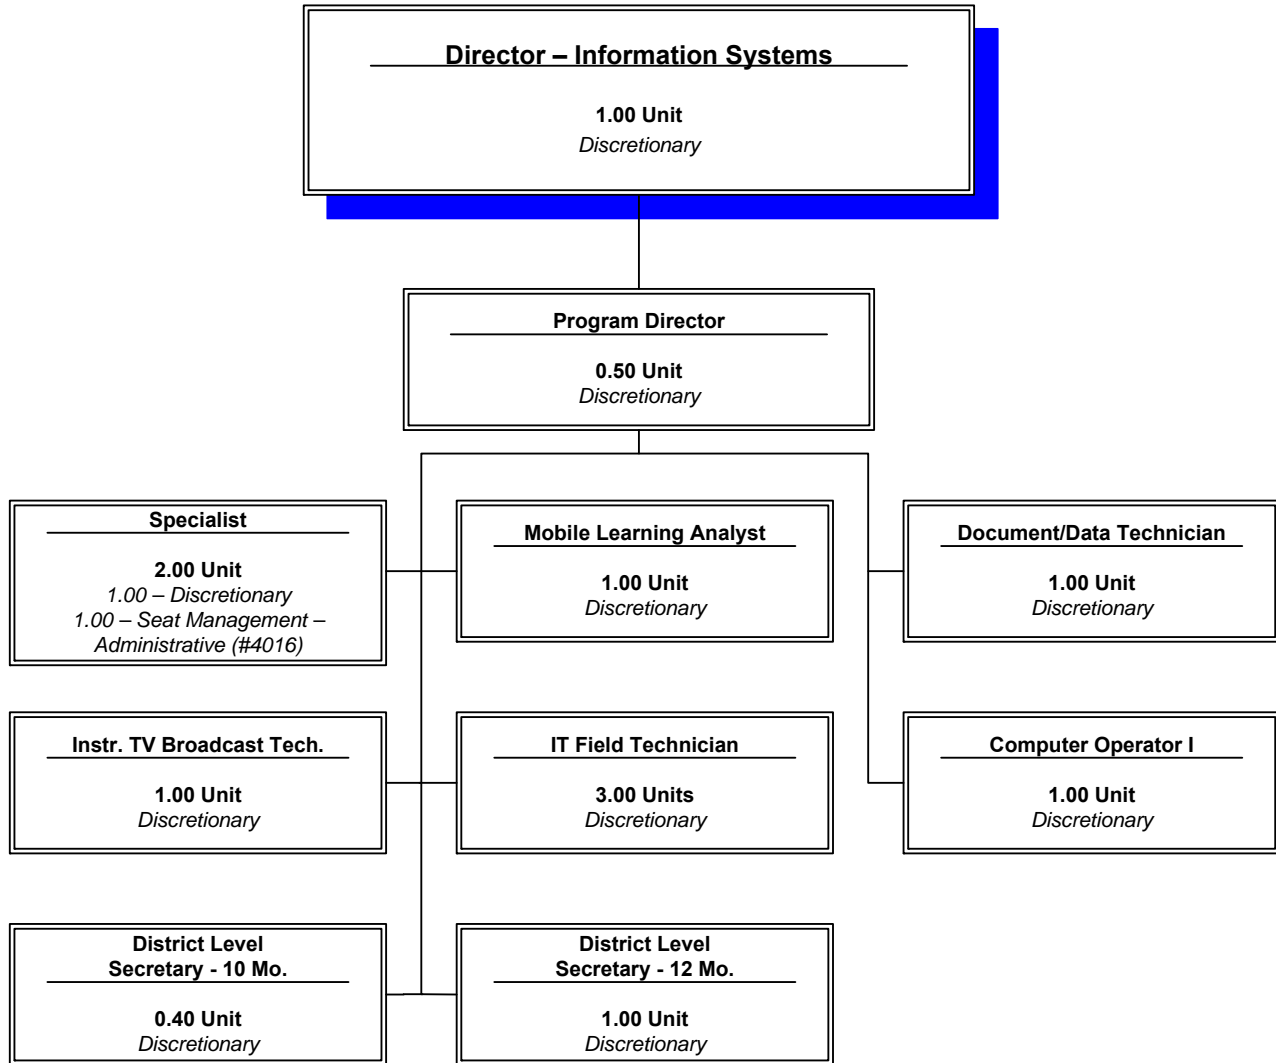 Director – Information Systems
1.00 Unit
Discretionary
Program Director
0.50 Unit
Discretionary
Specialist
2.00 Unit
1.00 – Discretionary
1.00 – Seat Management –
Administrative (#4016)
Mobile Learning Analyst
1.00 Unit
Discretionary
Document/Data Technician
1.00 Unit
Discretionary
Instr. TV Broadcast Tech.
1.00 Unit
Discretionary
IT Field Technician
3.00 Units
Discretionary
Computer Operator I
1.00 Unit
Discretionary
District Level
Secretary - 10 Mo.
0.40 Unit
Discretionary
District Level
Secretary - 12 Mo.
1.00 Unit
Discretionary